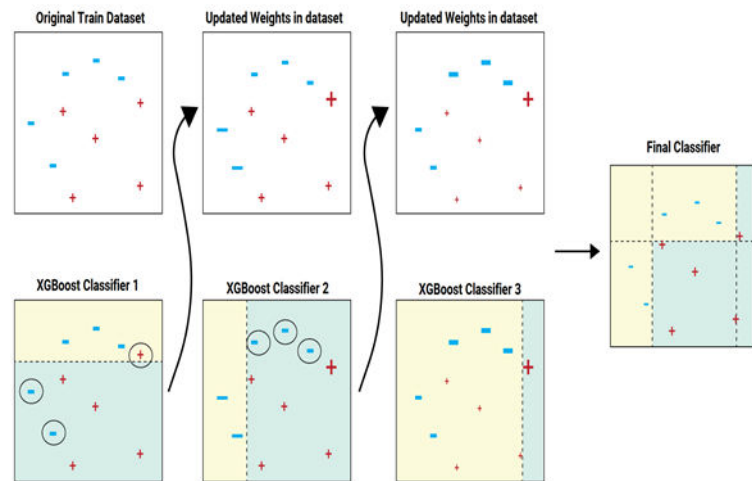 Original Train Dataset
Updated Weights in dataset
Updated Weights in dataset
Final Classifier
XGBoost Classifier 1
XGBoost Classifier 2
XGBoost Classifier 3